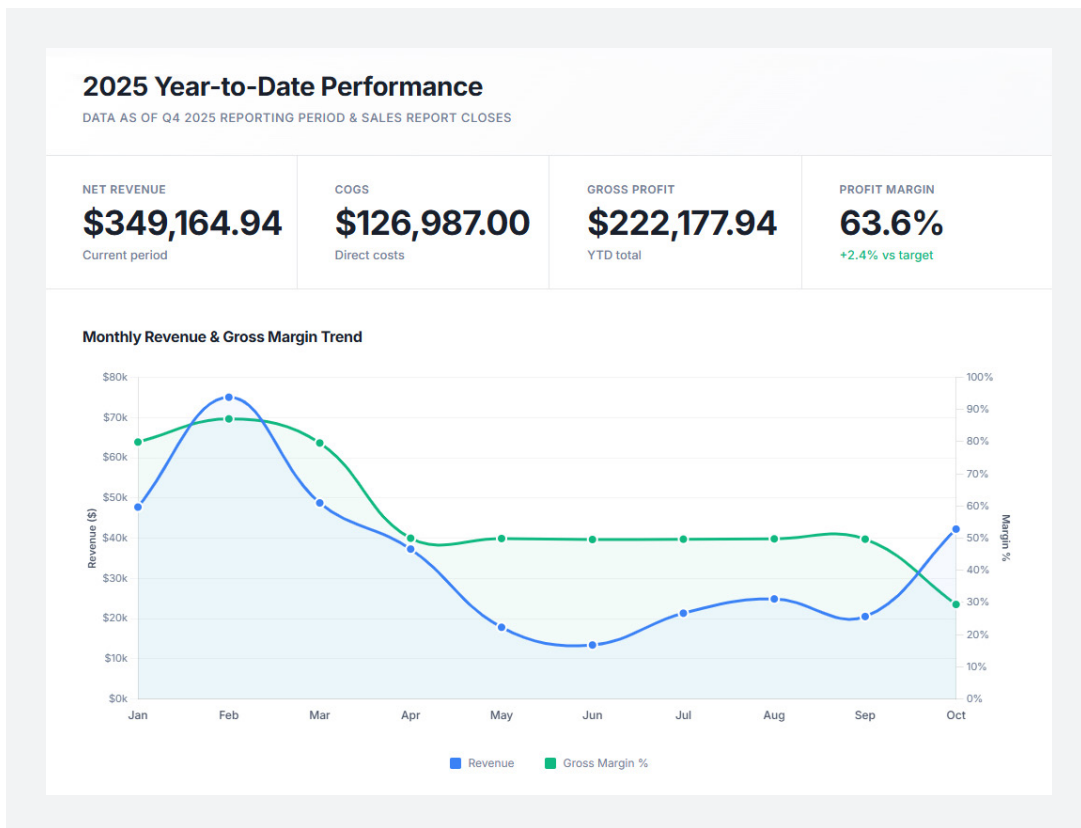 2025 Year-to-Date Performance
DATA AS OF Q4 2025 REPORTING PERIOD & SALES REPORT CLOSES
NET REVENUE
$349,164.94
Current period
COGS
$126,987.00
Direct costs
GROSS PROFIT
$222,177.94
YTD total
PROFIT MARGIN
63.6%
+2.4% vs target
Monthly Revenue & Gross Margin Trend
Revenue ($)
$80k
$70k
$60k
$50k
$40k
$30k
$20k
$10k
$0k
100%
90%
80%
70%
60%
50%
40%
30%
20%
10%
0%
Margin %
Jan Feb Mar Apr May Jun Jul Aug Sep Oct
Revenue Gross Margin %